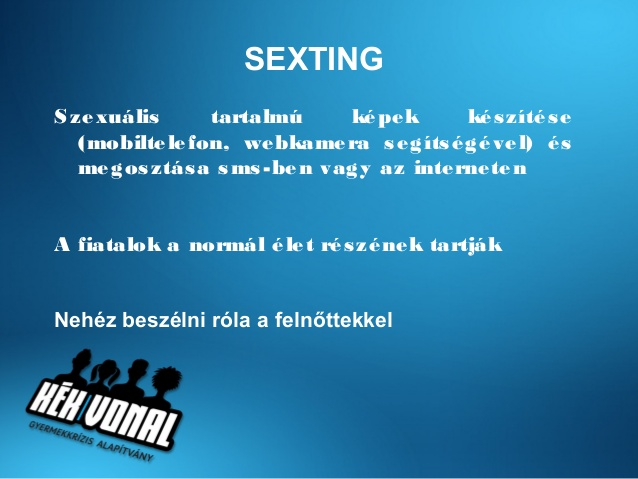 SEXTING
Szexuális tartalmú képek készítése
(mobiltelefon, webkamera segítségével) és
megosztása sms-ben vagy az interneten
A fiatalok a normál élet részének tartják
Nehéz beszélni róla a felnőttekkel
KÉK VONAL
GYERMEKKRÍZIS ALAPÍTVÁNY